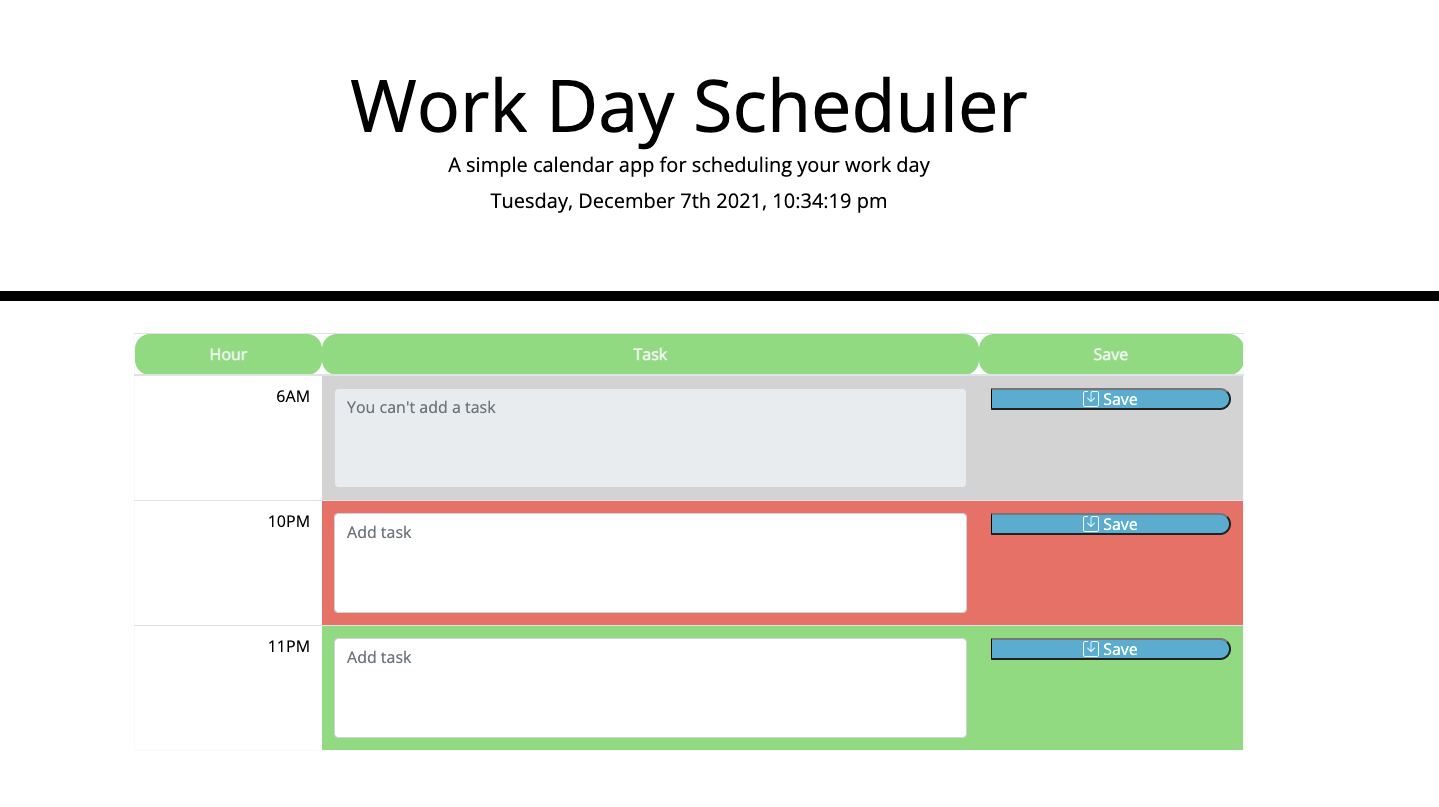 Work Day Scheduler
A simple calendar app for scheduling your work day
Tuesday, December 7th 2021, 10:34:19 pm
Hour Task Save
6AM You can't add a task Save
10PM Add task Save
11PM Add task Save